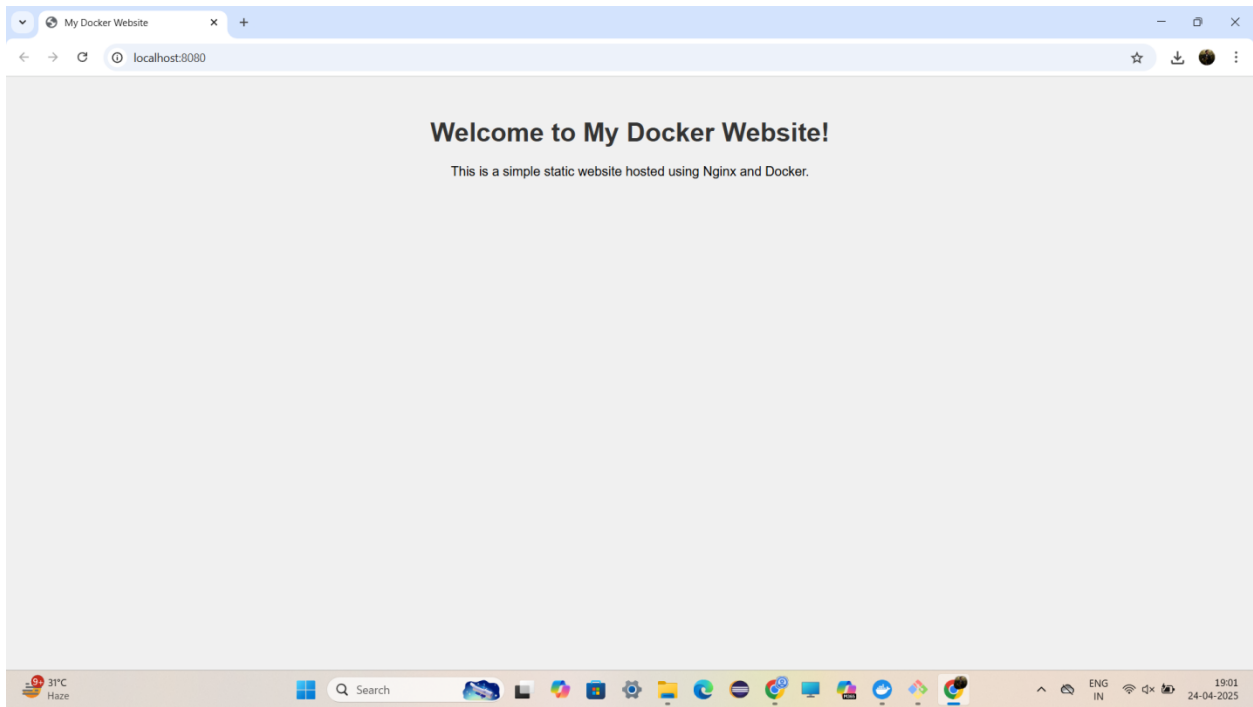 My Docker Website
localhost:8080
Welcome to My Docker Website!
This is a simple static website hosted using Nginx and Docker.
9+
31°C
Haze
Search
ENG
IN
19:01
24-04-2025